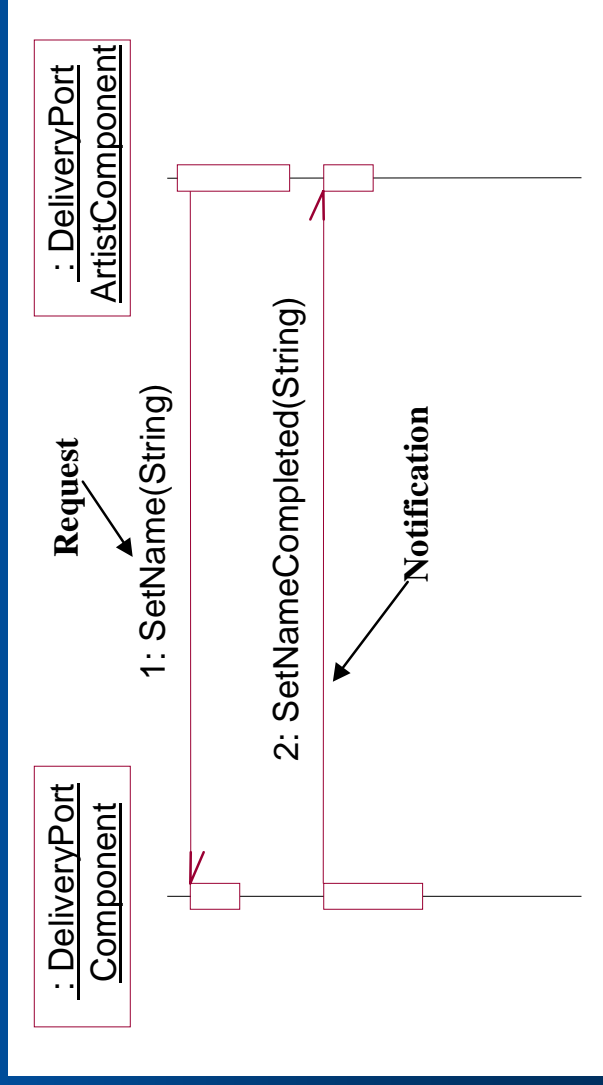 : DeliveryPort
Component
Request
: DeliveryPort
ArtistComponent
1: SetName(String)
2: SetNameCompleted(String)
Notification